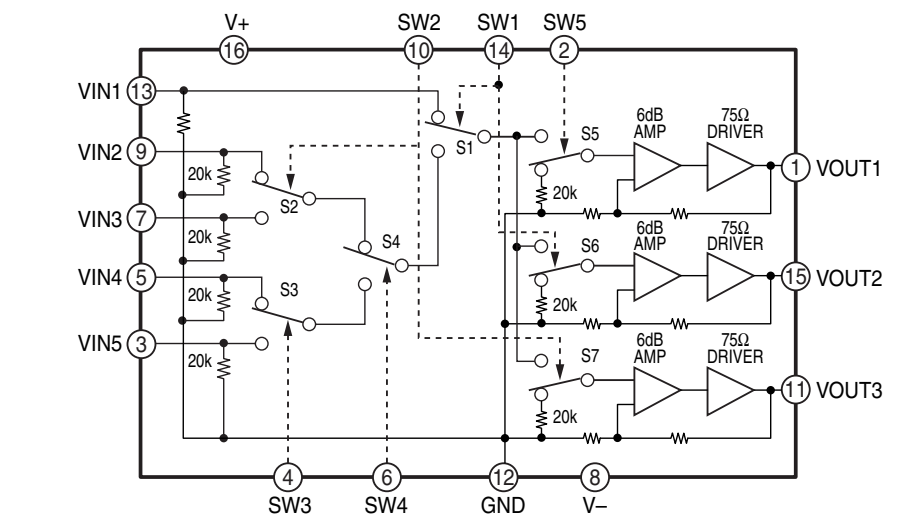 V+ SW2 SW1 SW5
16 10 14 2
VIN1 13
S1
6dB AMP 75Ω DRIVER
S5
VIN2 9
20k
S2
20k
1 VOUT1
VIN3 7
20k
S4
6dB AMP 75Ω DRIVER
S6
VIN4 5
20k
S3
20k
15 VOUT2
VIN5 3
20k
6dB AMP 75Ω DRIVER
S7
20k
11 VOUT3
4 6 12 8
SW3 SW4 GND V–